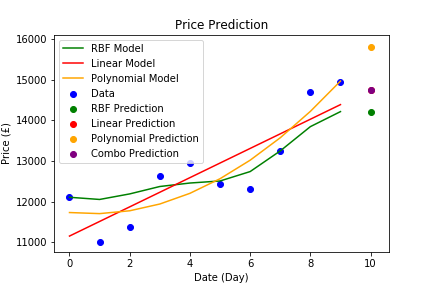 Price Prediction
16000
15000
14000
13000
12000
11000
Price (£)
RBF Model
Linear Model
Polynomial Model
Data
RBF Prediction
Linear Prediction
Polynomial Prediction
Combo Prediction
0 2 4 6 8 10
Date (Day)